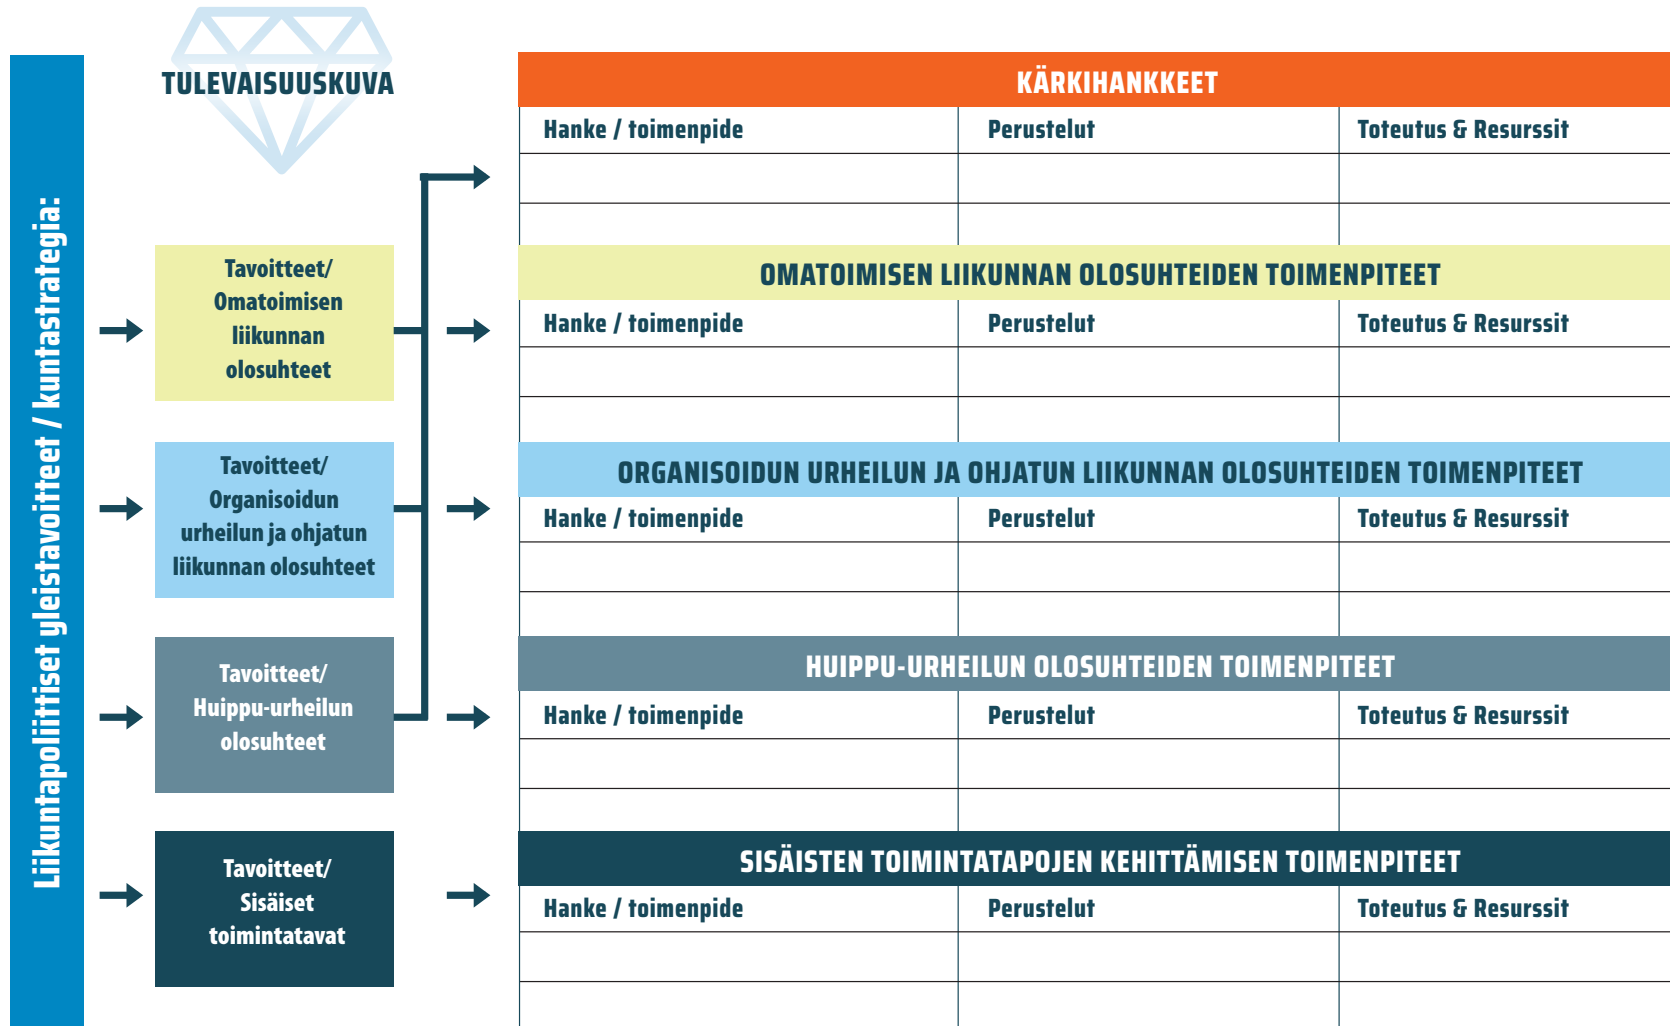 Liikuntapoliittiset yleistavoitteet / kuntastrategia:
TULEVAISUUSKUVA
Tavoitteet/
Omatoimisen
liikunnan
olosuhteet
Tavoitteet/
Organisoidun
urheilun ja ohjatun
liikunnan olosuhteet
Tavoitteet/
Huippu-urheilun
olosuhteet
Tavoitteet/
Sisäiset
toimintatavat
KÄRKIHANKKEET
Hanke / toimenpide Perustelut Toteutus & Resurssit
OMATOIMISEN LIIKUNNAN OLOSUHTEIDEN TOIMENPITEET
Hanke / toimenpide Perustelut Toteutus & Resurssit
ORGANISOIDUN URHEILUN JA OHJATUN LIIKUNNAN OLOSUHTEIDEN TOIMENPITEET
Hanke / toimenpide Perustelut Toteutus & Resurssit
HUIPPU-URHEILUN OLOSUHTEIDEN TOIMENPITEET
Hanke / toimenpide Perustelut Toteutus & Resurssit
SISÄISTEN TOIMINTATAPOJEN KEHITTÄMISEN TOIMENPITEET
Hanke / toimenpide Perustelut Toteutus & Resurssit